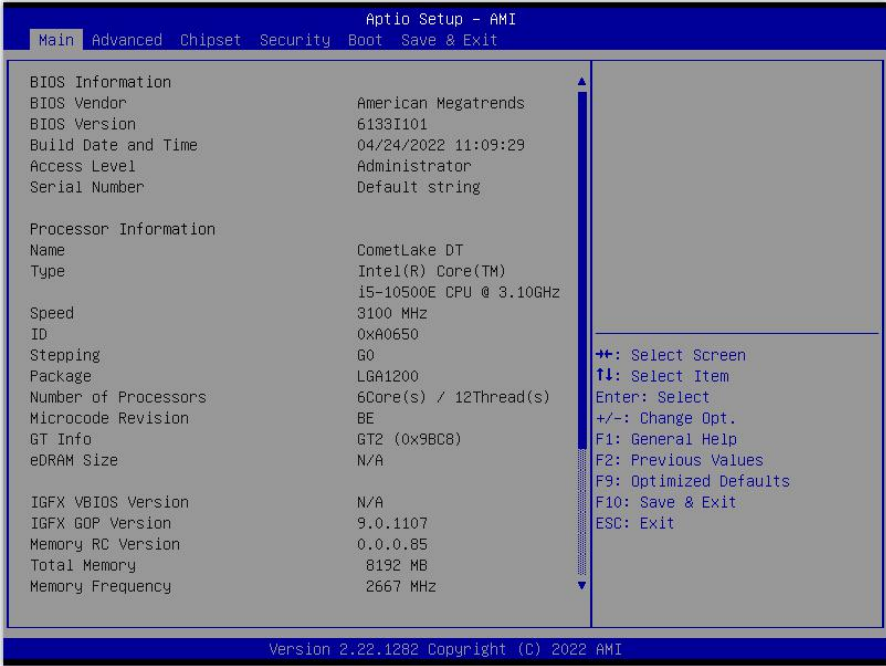 Aptio Setup – AMI
Main Advanced Chipset Security Boot Save & Exit
BIOS Information
BIOS Vendor American Megatrends
BIOS Version 6133I101
Build Date and Time 04/24/2022 11:09:29
Access Level Administrator
Serial Number Default string
Processor Information
Name CometLake DT
Type Intel(R) Core(TM)
i5-10500E CPU @ 3.10GHz
Speed 3100 MHz
ID 0xA0650
Stepping G0
Package LGA1200
Number of Processors 6Core(s) / 12Thread(s)
Microcode Revision BE
GT Info GT2 (0x9BC8)
eDRAM Size N/A
IGFX VBIOS Version N/A
IGFX GOP Version 9.0.1107
Memory RC Version 0.0.0.85
Total Memory 8192 MB
Memory Frequency 2667 MHz
→←: Select Screen
↑↓: Select Item
Enter: Select
+/-: Change Opt.
F1: General Help
F2: Previous Values
F9: Optimized Defaults
F10: Save & Exit
ESC: Exit
Version 2.22.1282 Copyright (C) 2022 AMI